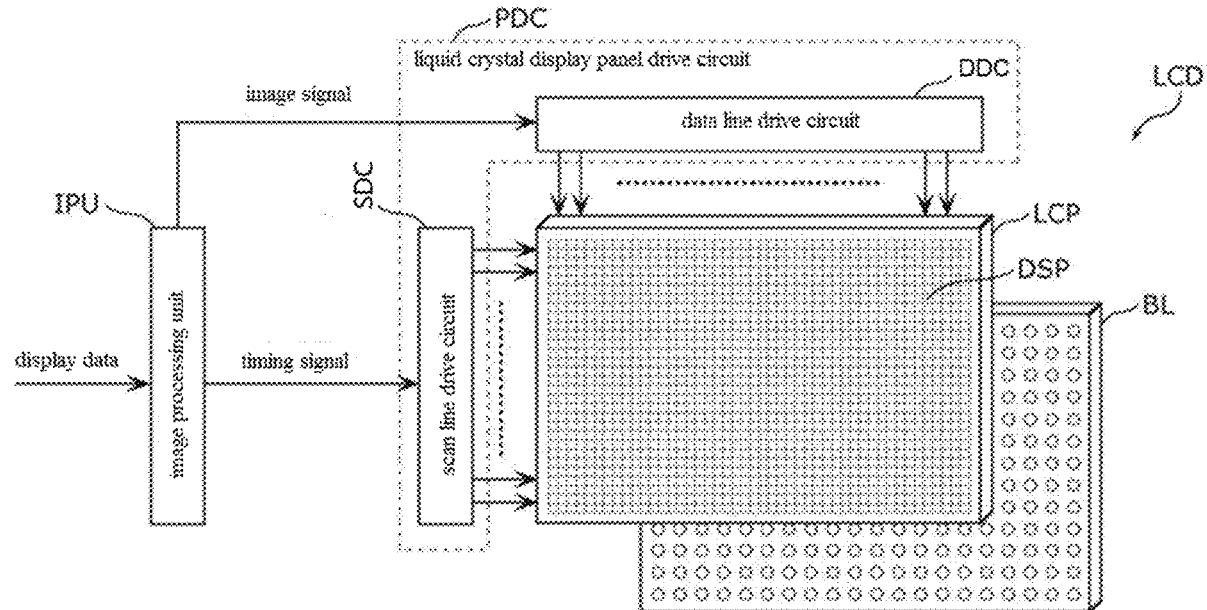 PDC
liquid crystal display panel drive circuit
DDC
LCD
image signal
data line drive circuit
SDC
IPU
LCP
DSP
BL
image processing unit
scan line drive circuit
display data
timing signal